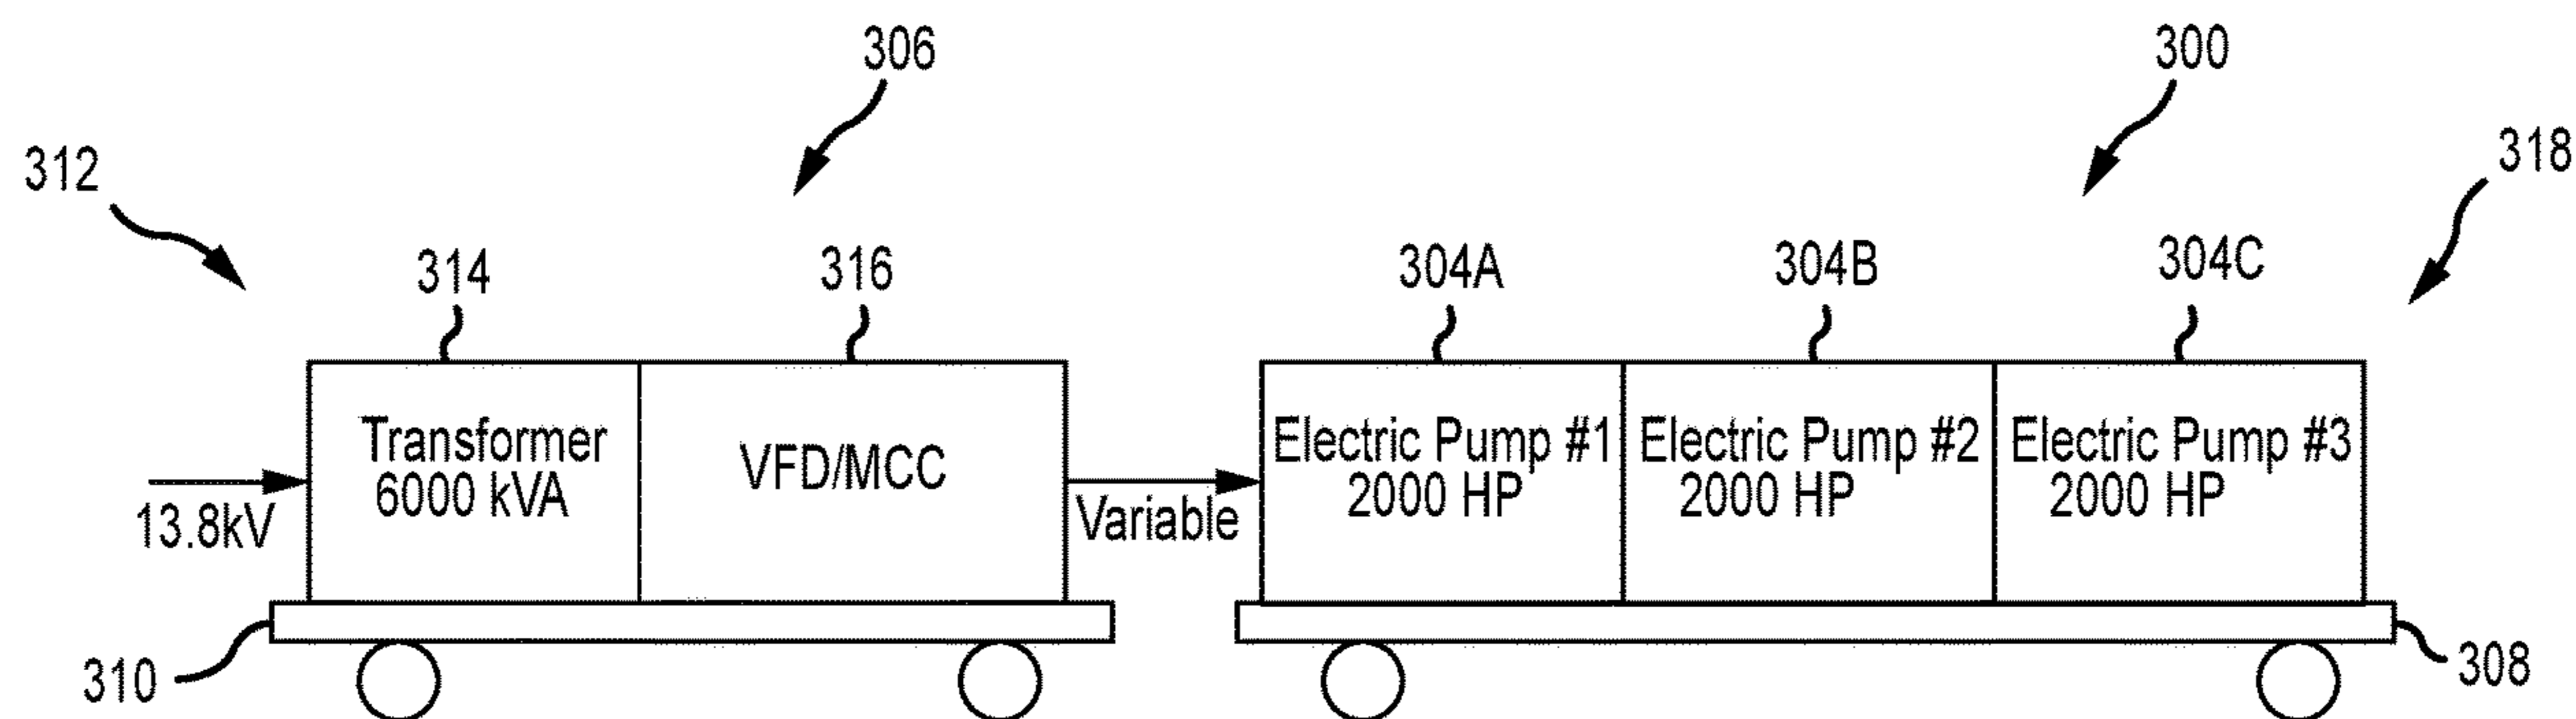 306
300
312
318
314
316
304A
304B
304C
Transformer
6000 kVA
VFD/MCC
Electric Pump #1
2000 HP
Electric Pump #2
2000 HP
Electric Pump #3
2000 HP
13.8kV
Variable
310
308